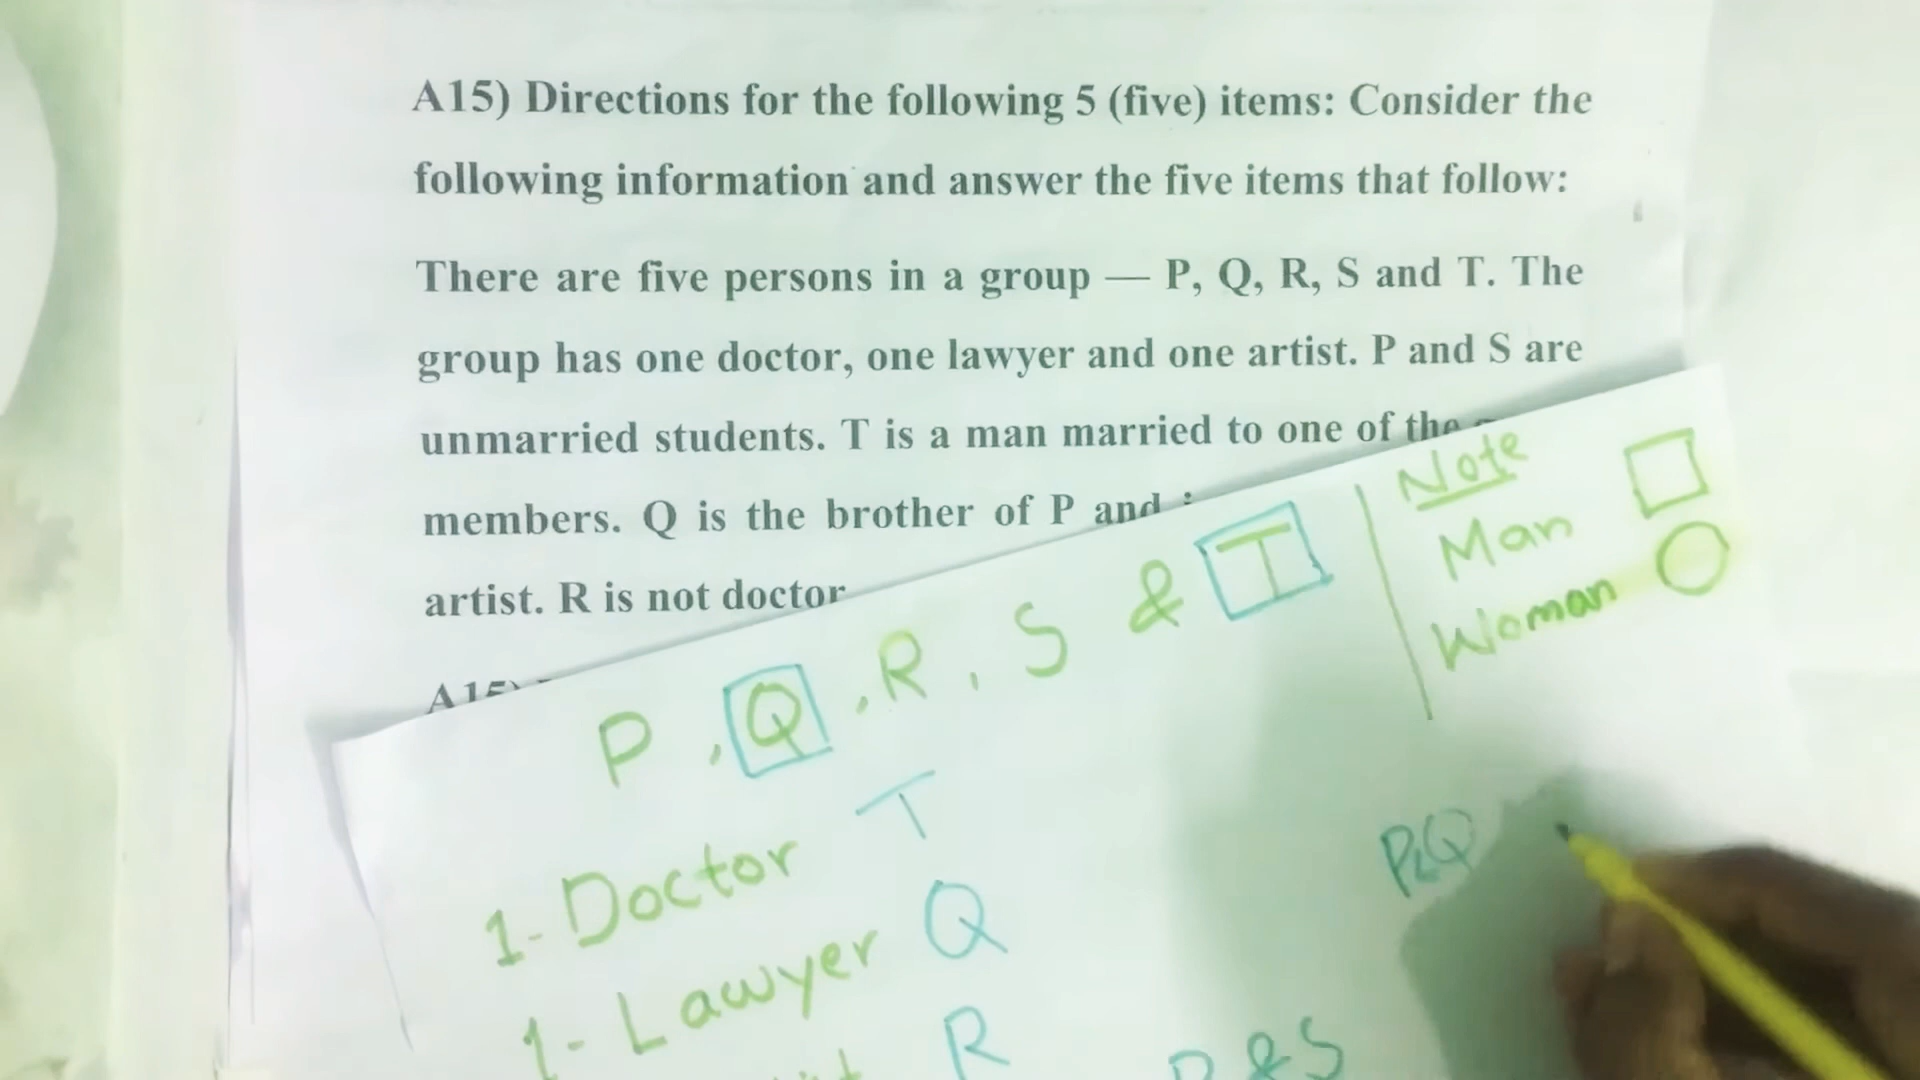 A15) Directions for the following 5 (five) items: Consider the
following information and answer the five items that follow:
There are five persons in a group — P, Q, R, S and T. The
group has one doctor, one lawyer and one artist. P and S are
unmarried students. T is a man married to one of the
members. Q is the brother of P and
artist. R is not doctor
Note
Man
Woman
P, Q, R, S & T
1- Doctor T
1- Lawyer Q
R
P&Q
&S